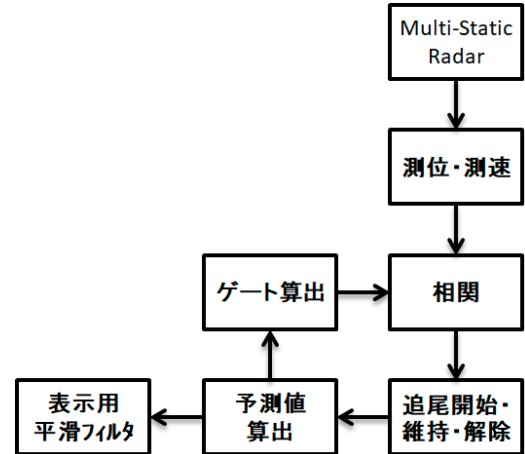 Multi-Static
Radar
測位・測速
ゲート算出
相関
表示用
平滑フィルタ
予測値
算出
追尾開始・
維持・解除